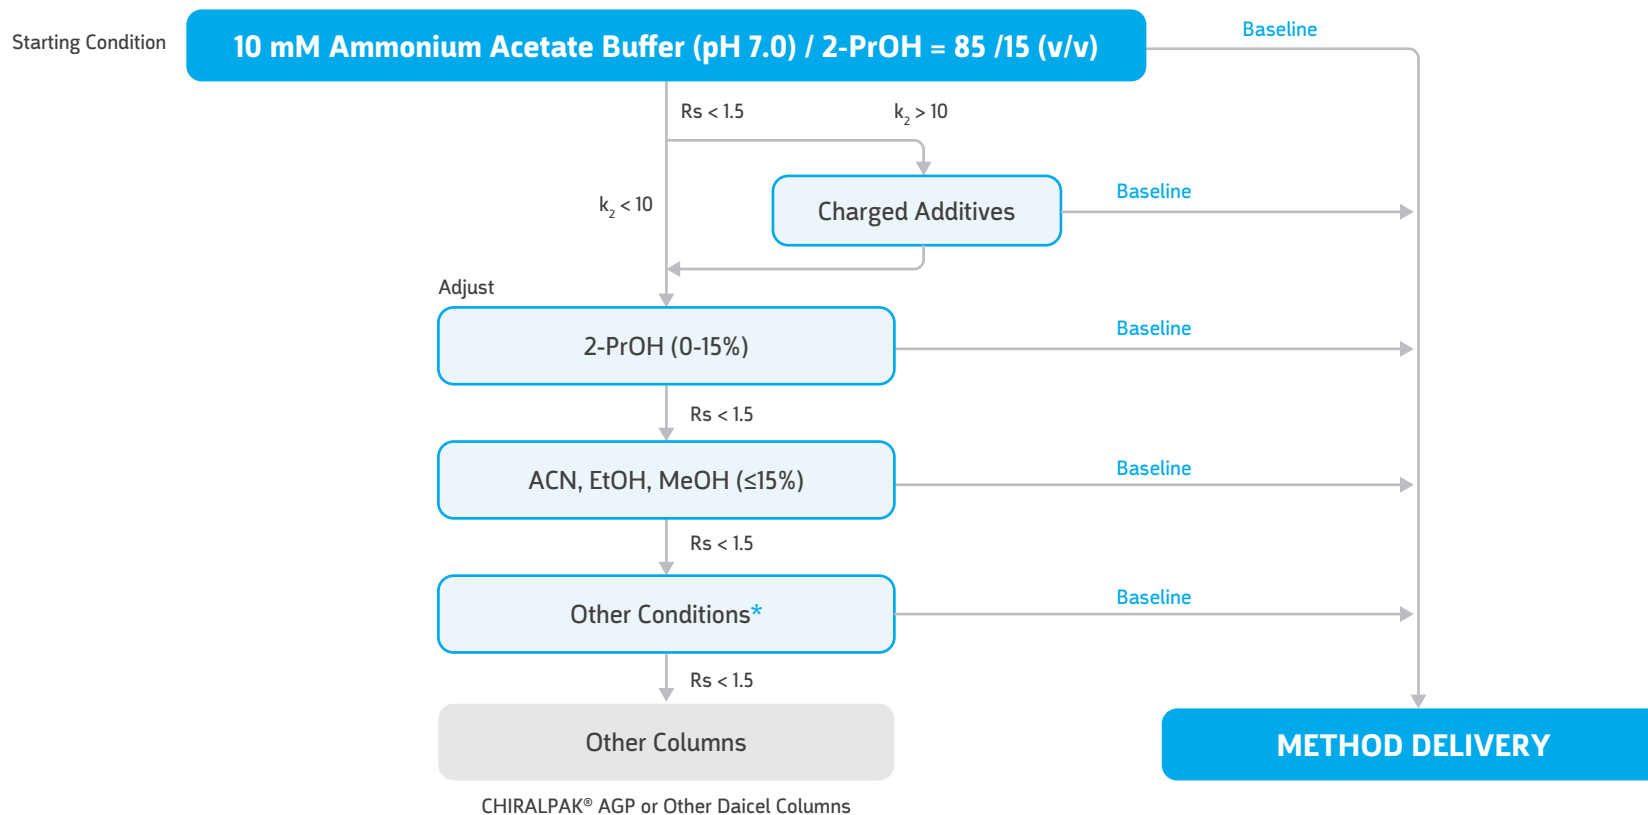 Starting Condition
10 mM Ammonium Acetate Buffer (pH 7.0) / 2-PrOH = 85 /15 (v/v)
Baseline
Rs < 1.5
k2 > 10
k2 < 10
Charged Additives
Baseline
Adjust
2-PrOH (0-15%)
Baseline
Rs < 1.5
ACN, EtOH, MeOH (≤15%)
Baseline
Rs < 1.5
Other Conditions*
Baseline
Rs < 1.5
Other Columns
METHOD DELIVERY
CHIRALPAK® AGP or Other Daicel Columns